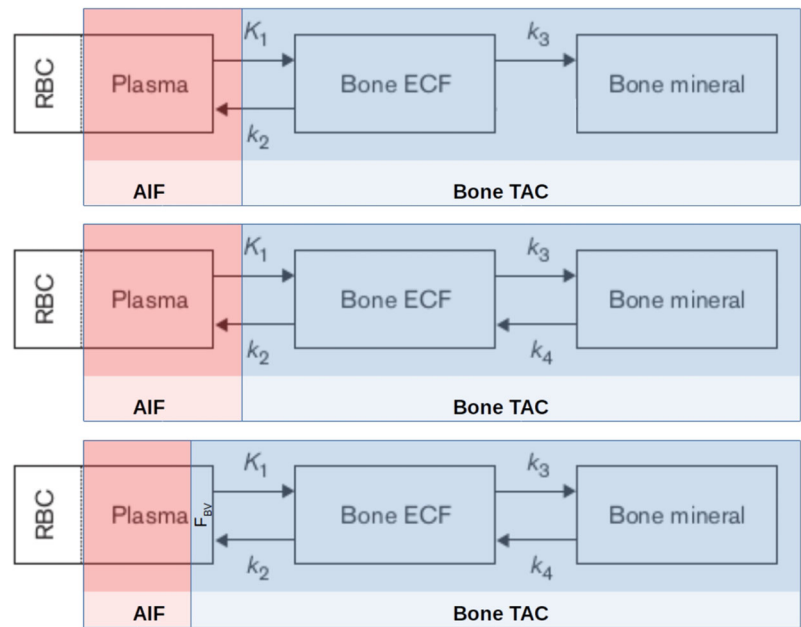 K1 k3
RBC Plasma Bone ECF Bone mineral
k2
AIF Bone TAC
K1 k3
RBC Plasma Bone ECF Bone mineral
k2 k4
AIF Bone TAC
K1 k3
RBC Plasma FBV Bone ECF Bone mineral
k2 k4
AIF Bone TAC